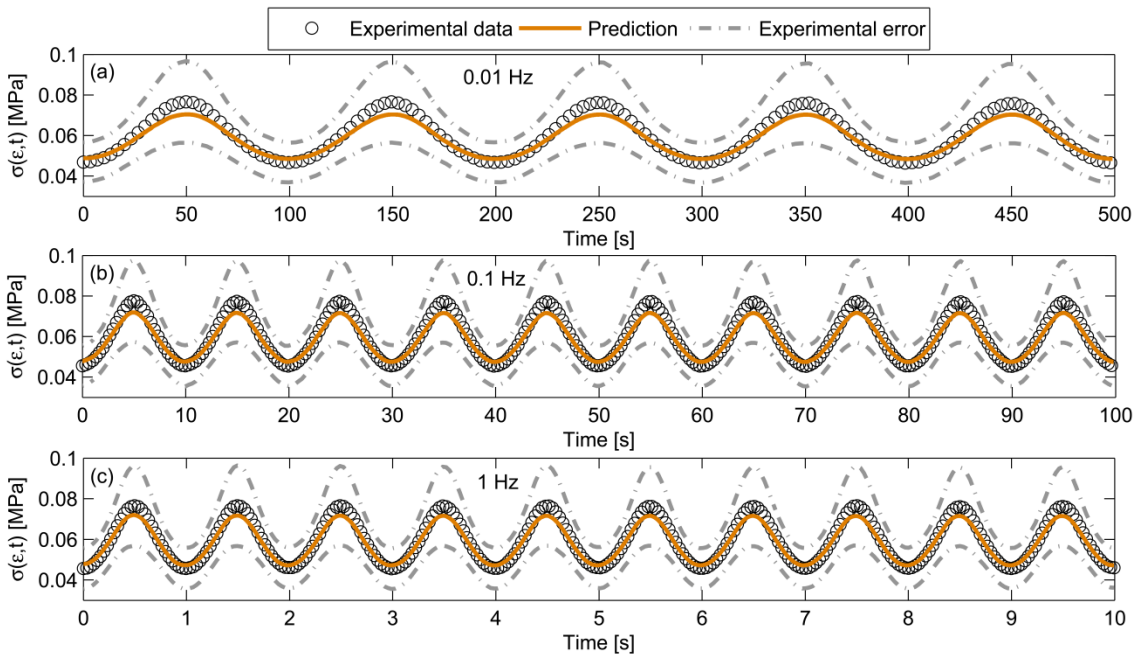 Experimental data Prediction Experimental error
(a) 0.01 Hz
0.1
0.08
0.06
0.04
σ(ε,t) [MPa]
0 50 100 150 200 250 300 350 400 450 500
Time [s]
(b) 0.1 Hz
0.1
0.08
0.06
0.04
σ(ε,t) [MPa]
0 10 20 30 40 50 60 70 80 90 100
Time [s]
(c) 1 Hz
0.1
0.08
0.06
0.04
σ(ε,t) [MPa]
0 1 2 3 4 5 6 7 8 9 10
Time [s]